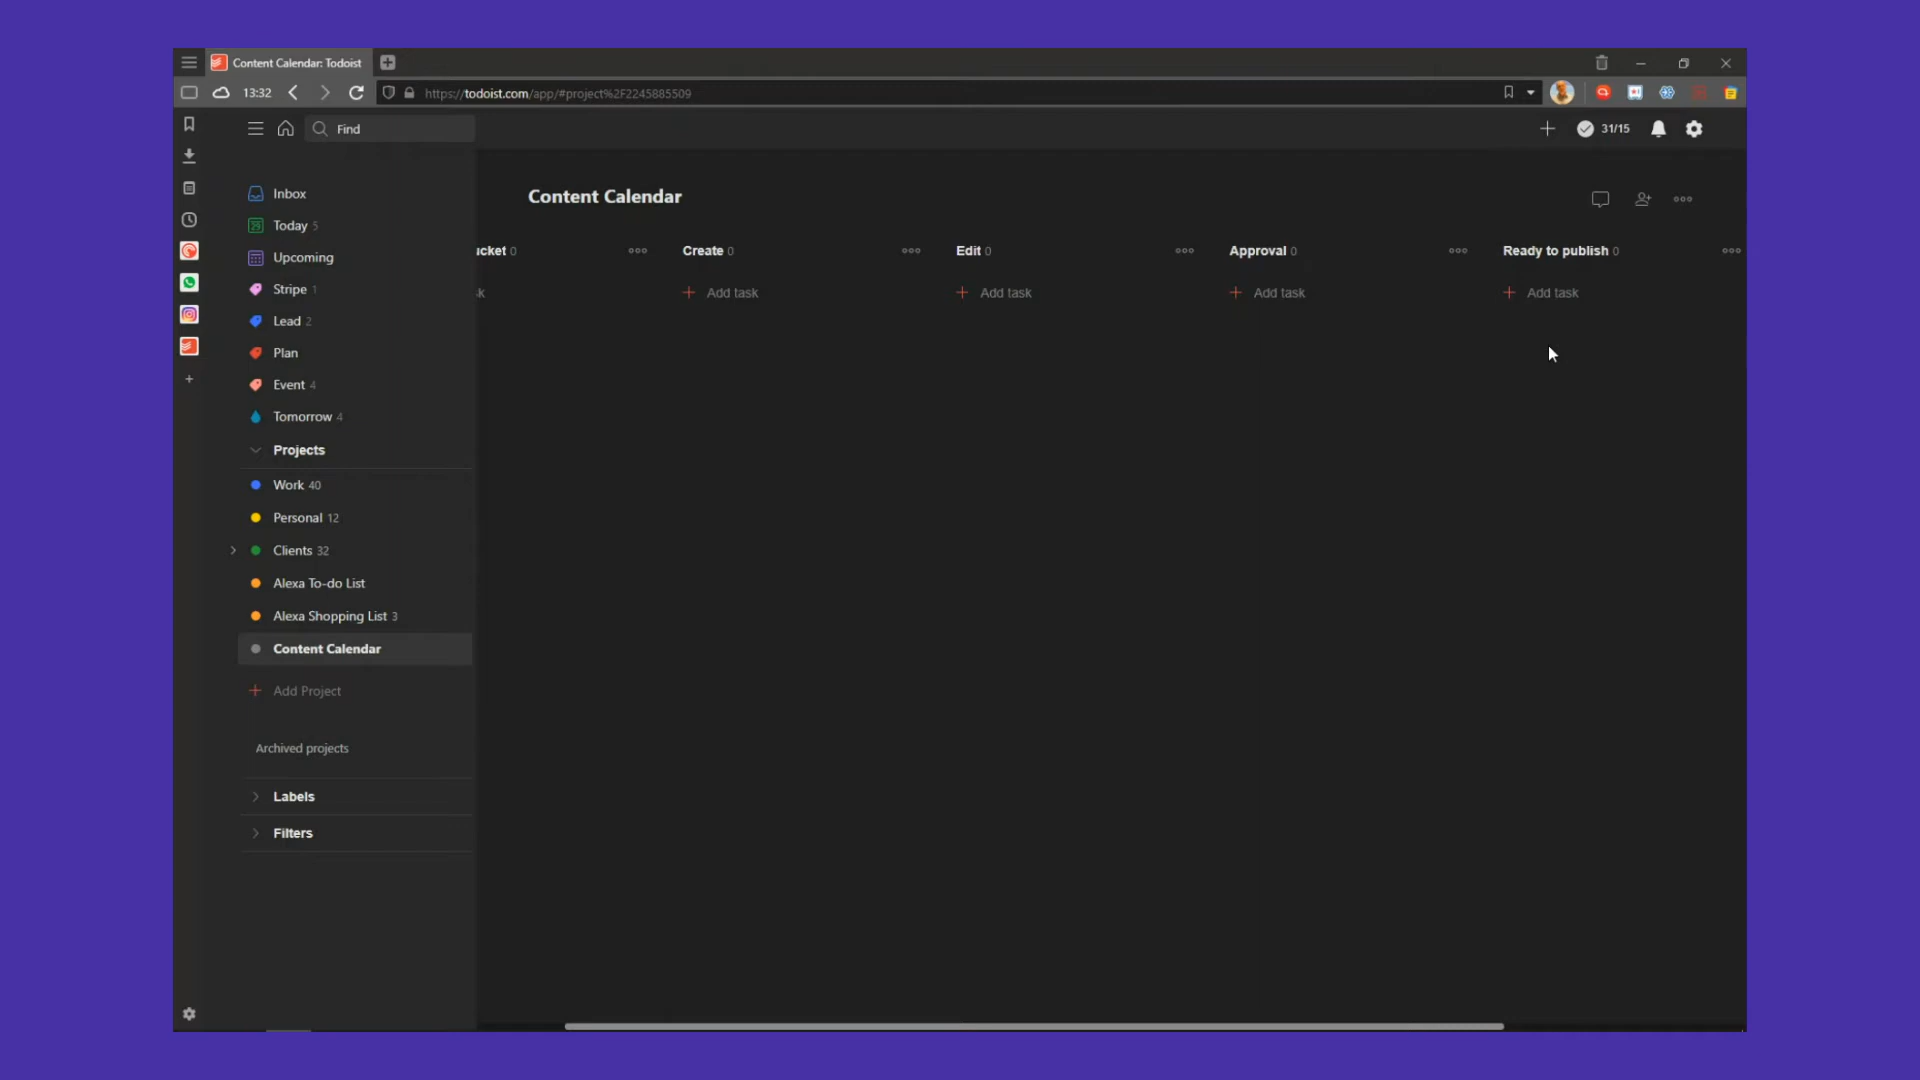 Content Calendar: Todoist
13:32
https://todoist.com/app/#project%2F2245885509
Find
31/15
Inbox
Today 5
Upcoming
Stripe 1
Lead 2
Plan
Event 4
Tomorrow 4
Projects
Work 40
Personal 12
Clients 32
Alexa To-do List
Alexa Shopping List 3
Content Calendar
Add Project
Archived projects
Labels
Filters
Content Calendar
ucket 0
Create 0
Edit 0
Approval 0
Ready to publish 0
sk
Add task
Add task
Add task
Add task